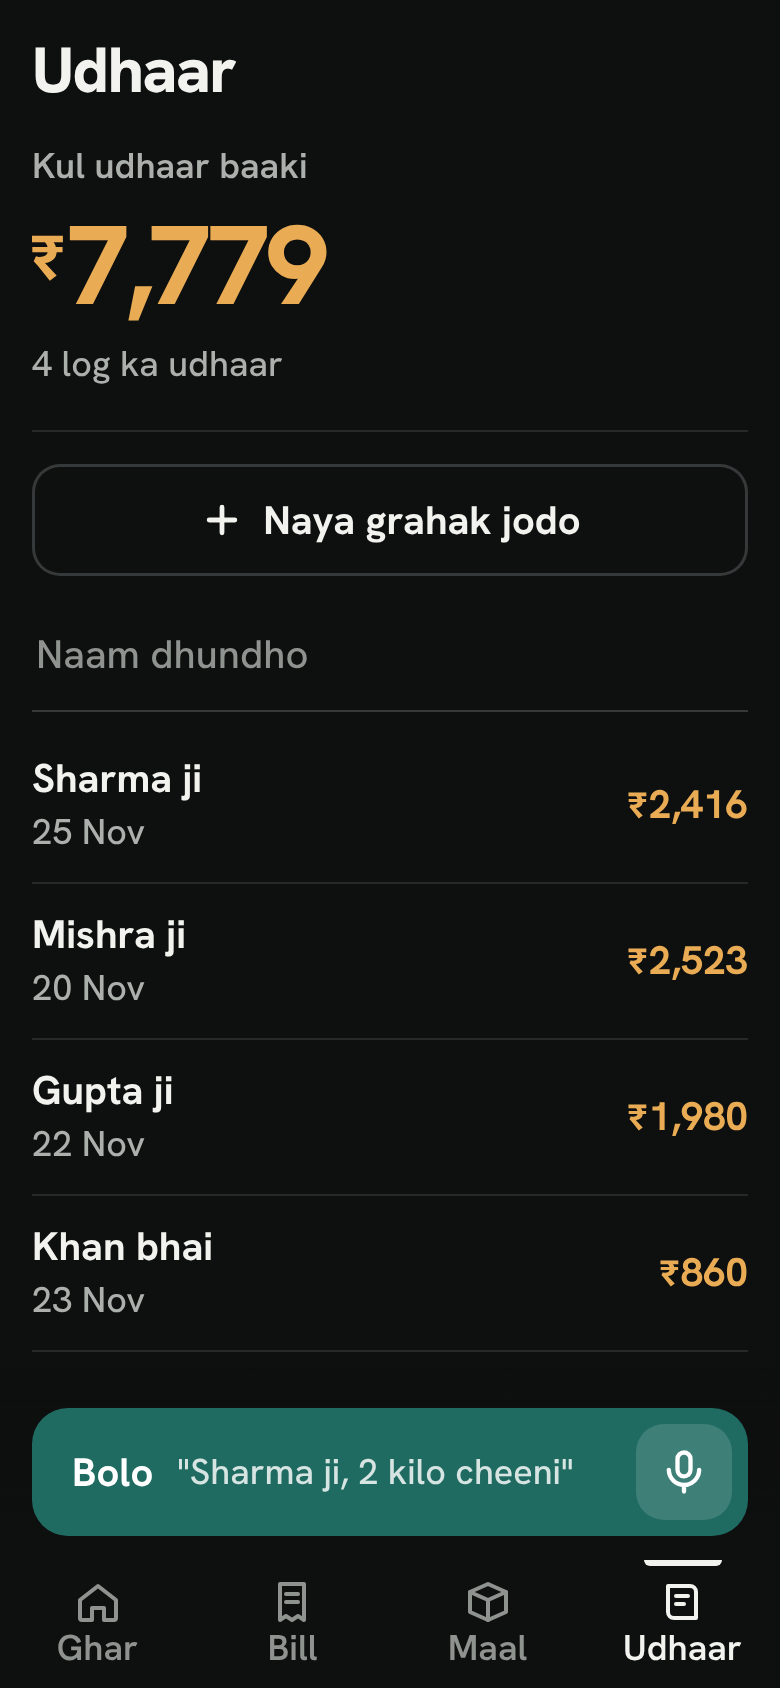 Udhaar
Kul udhaar baaki
₹7,779
4 log ka udhaar
+ Naya grahak jodo
Naam dhundho
Sharma ji
25 Nov
₹2,416
Mishra ji
20 Nov
₹2,523
Gupta ji
22 Nov
₹1,980
Khan bhai
23 Nov
₹860
Bolo "Sharma ji, 2 kilo cheeni"
Ghar Bill Maal Udhaar